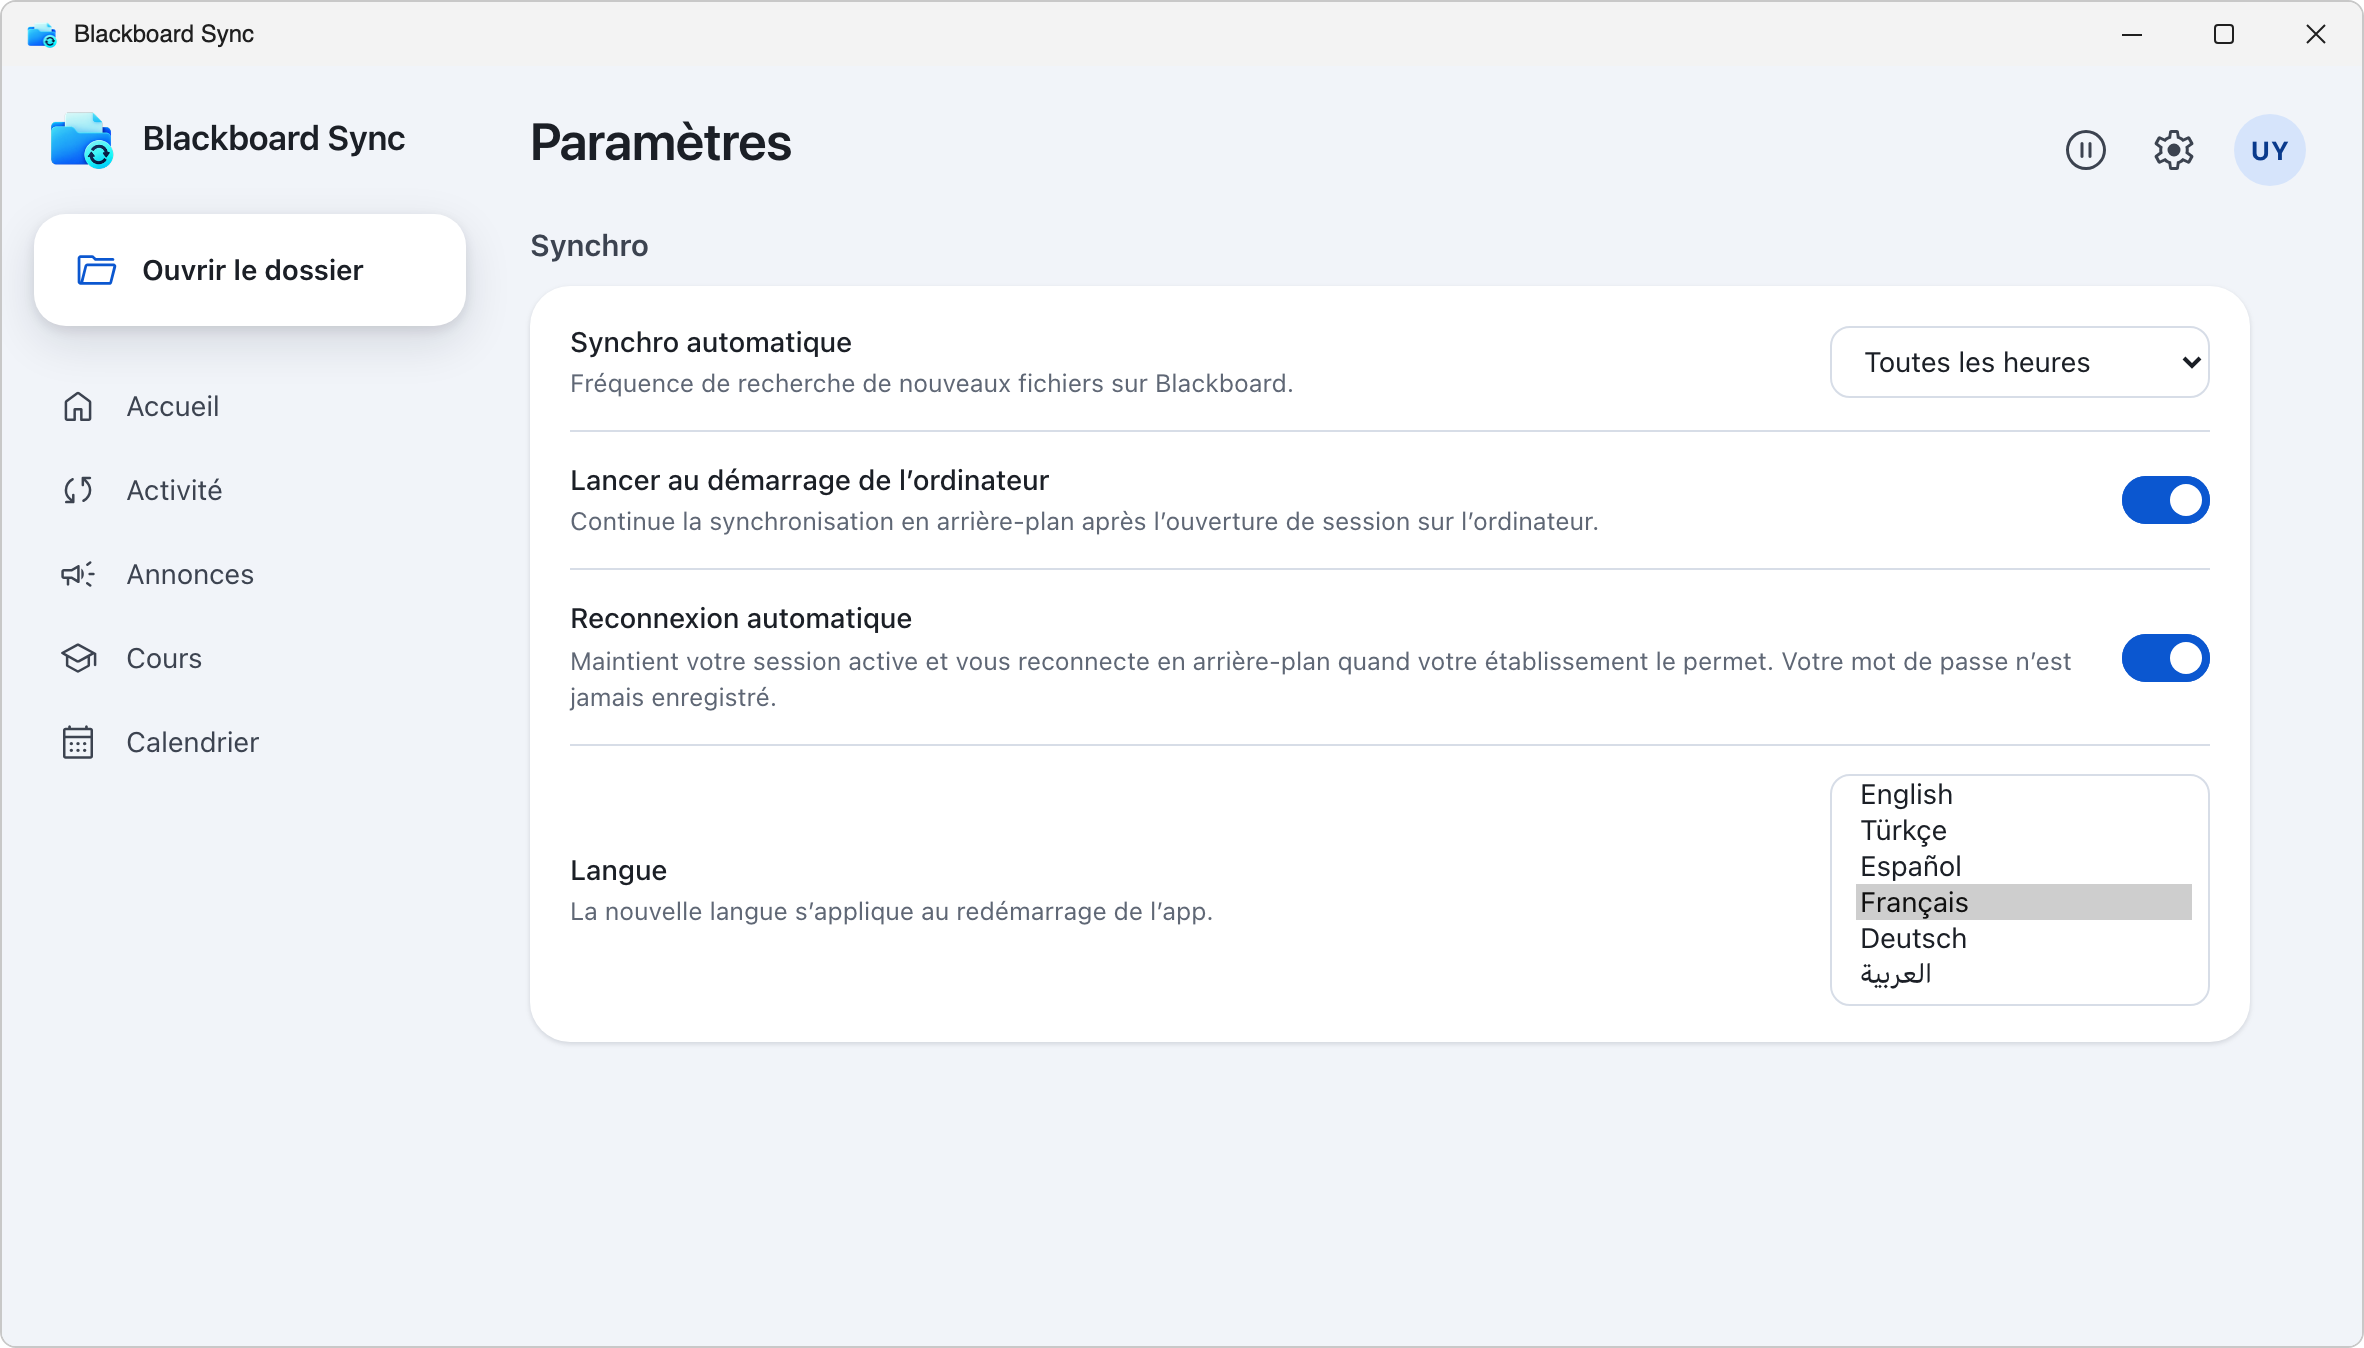 Blackboard Sync
Blackboard Sync
Ouvrir le dossier
Accueil
Activité
Annonces
Cours
Calendrier
Paramètres
UY
Synchro
Synchro automatique
Fréquence de recherche de nouveaux fichiers sur Blackboard.
Toutes les heures
Lancer au démarrage de l’ordinateur
Continue la synchronisation en arrière-plan après l’ouverture de session sur l’ordinateur.
Reconnexion automatique
Maintient votre session active et vous reconnecte en arrière-plan quand votre établissement le permet. Votre mot de passe n’est
jamais enregistré.
Langue
La nouvelle langue s’applique au redémarrage de l’app.
English
Türkçe
Español
Français
Deutsch
العربية